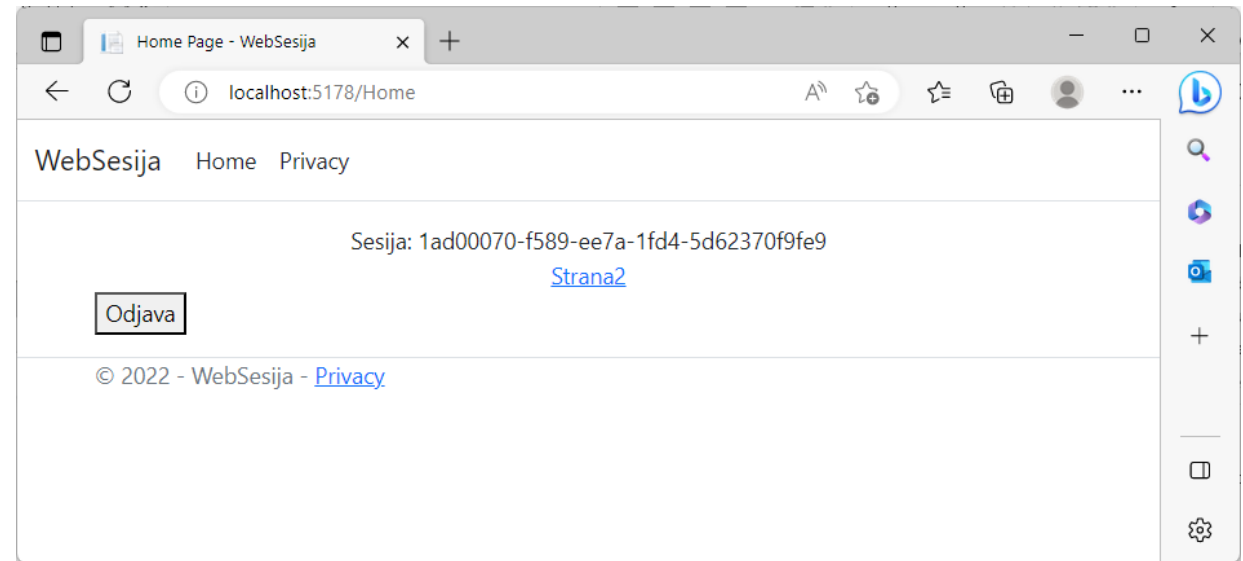 Home Page - WebSesija
localhost:5178/Home
WebSesija Home Privacy
Sesija: 1ad00070-f589-ee7a-1fd4-5d62370f9fe9
Strana2
Odjava
© 2022 - WebSesija - Privacy